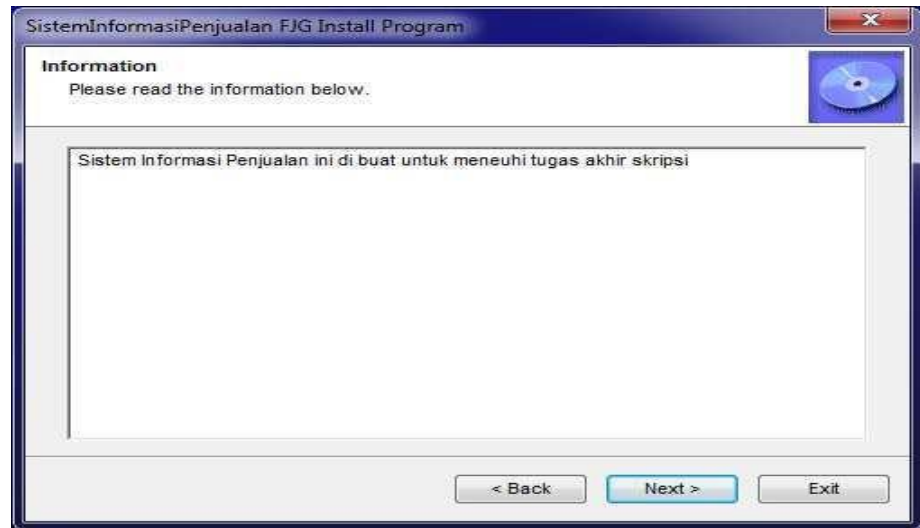 SistemInformasiPenjualan FJG Install Program
Information
Please read the information below.
Sistem Informasi Penjualan ini di buat untuk meneuhi tugas akhir skripsi
< Back
Next >
Exit